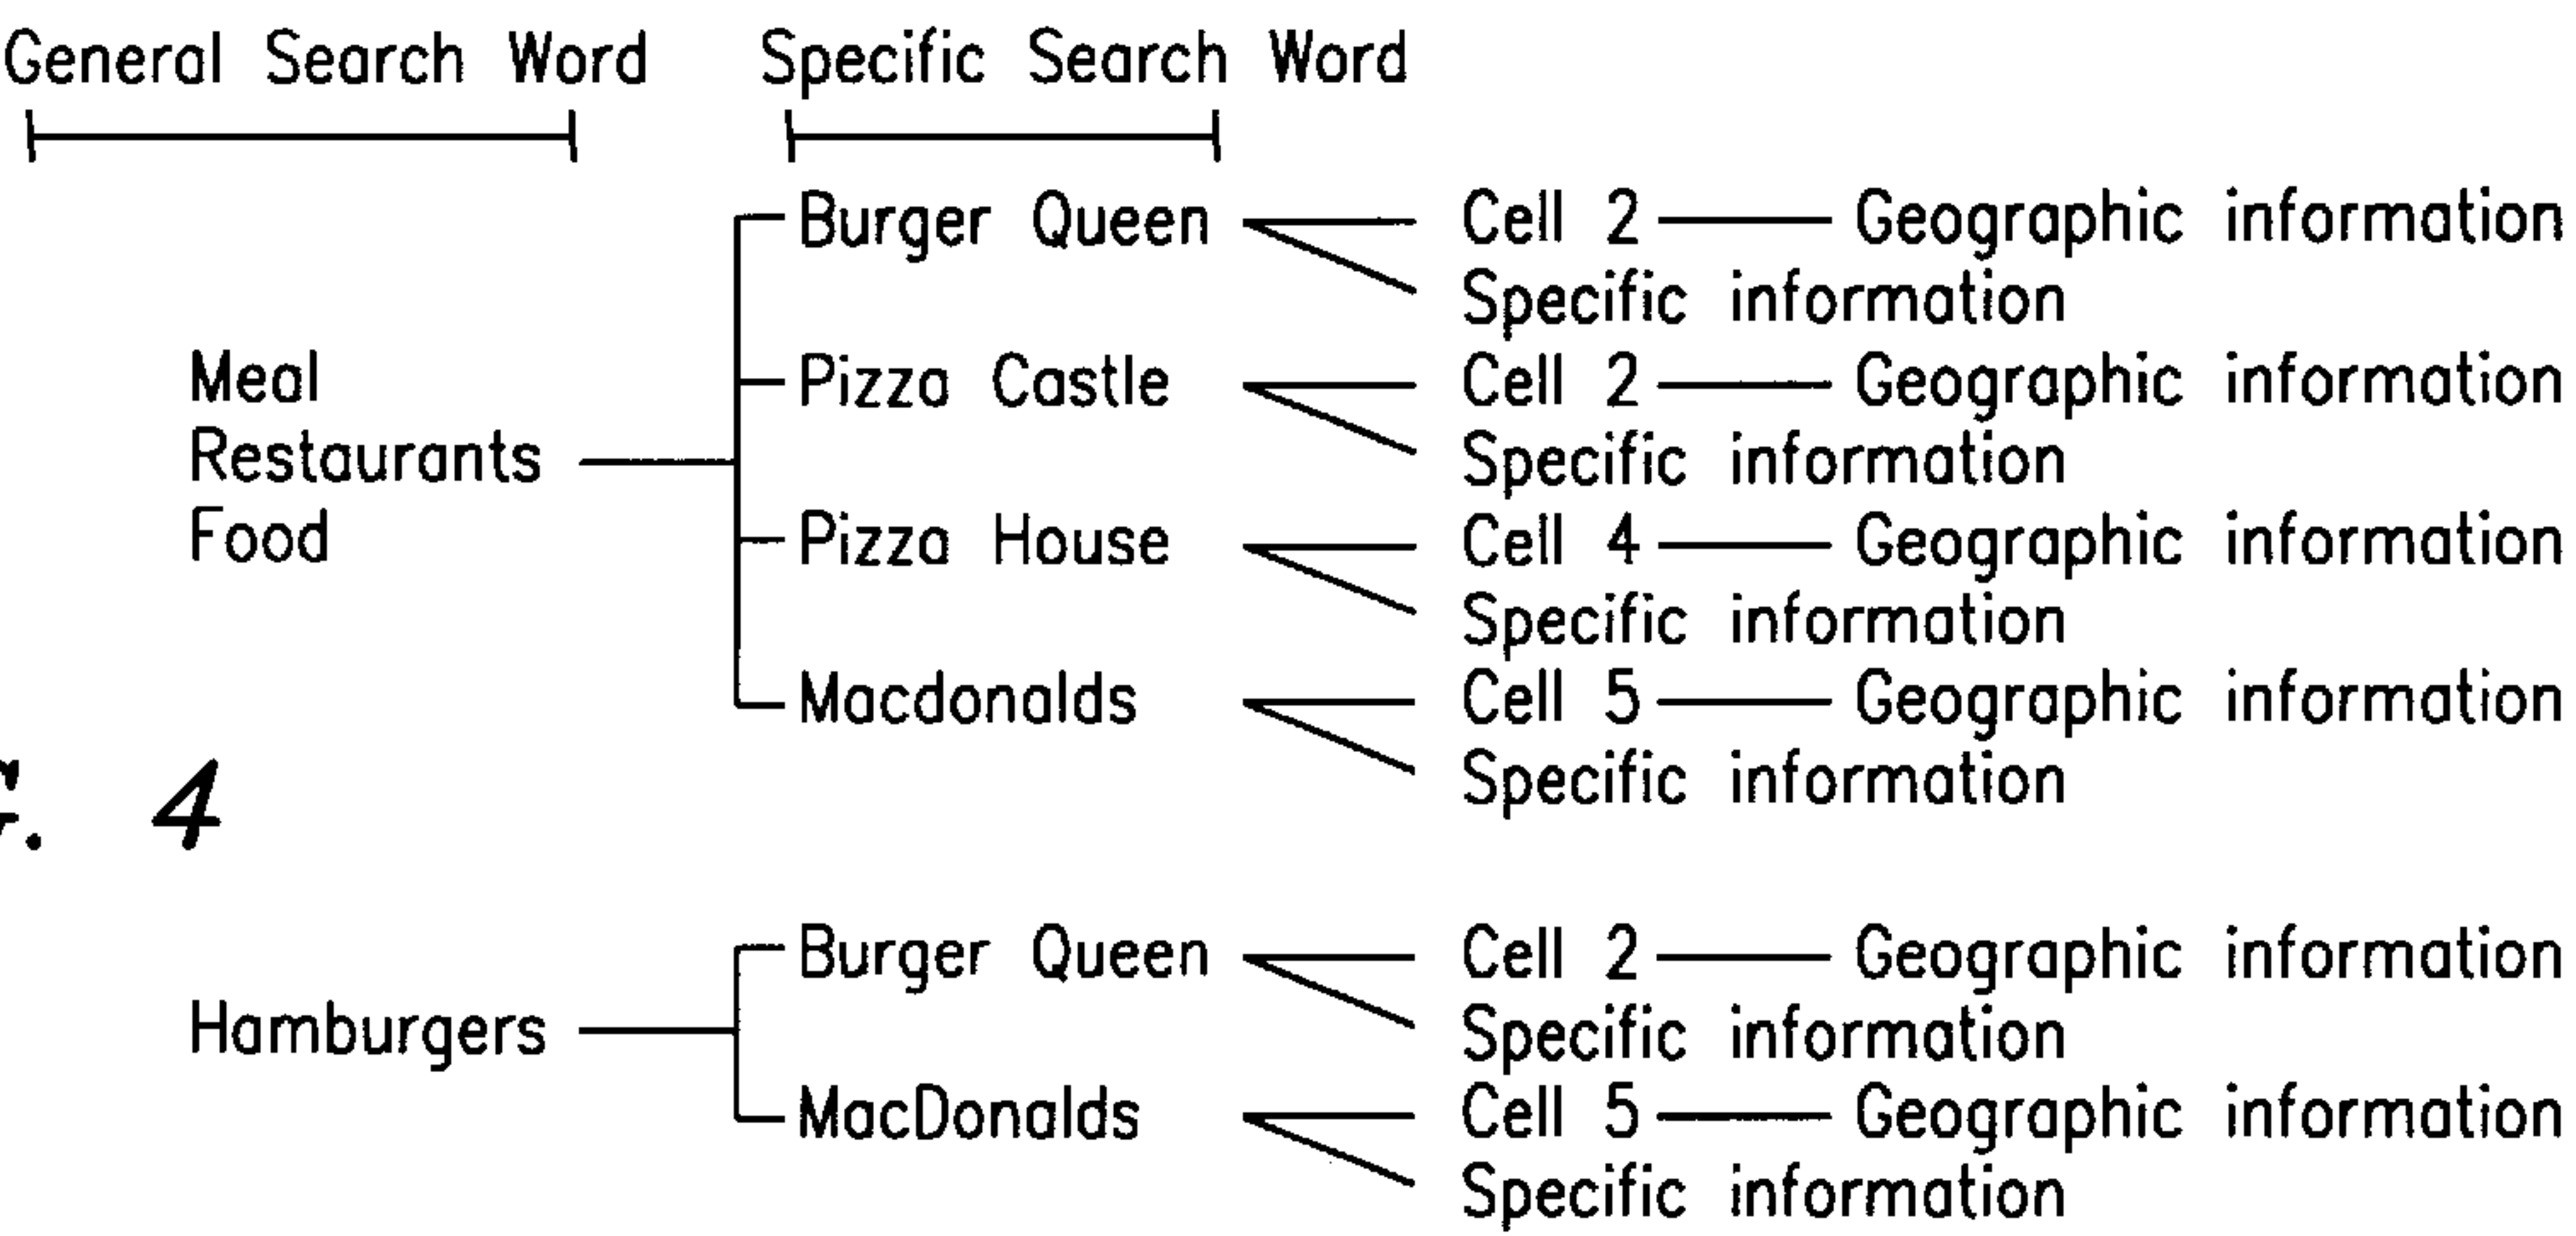 General Search Word Specific Search Word
Burger Queen Cell 2 Geographic information
Specific information
Meal Pizza Castle Cell 2 Geographic information
Restaurants Specific information
Food Pizza House Cell 4 Geographic information
Specific information
Macdonalds Cell 5 Geographic information
Specific information
4
Burger Queen Cell 2 Geographic information
Hamburgers Specific information
MacDonalds Cell 5 Geographic information
Specific information